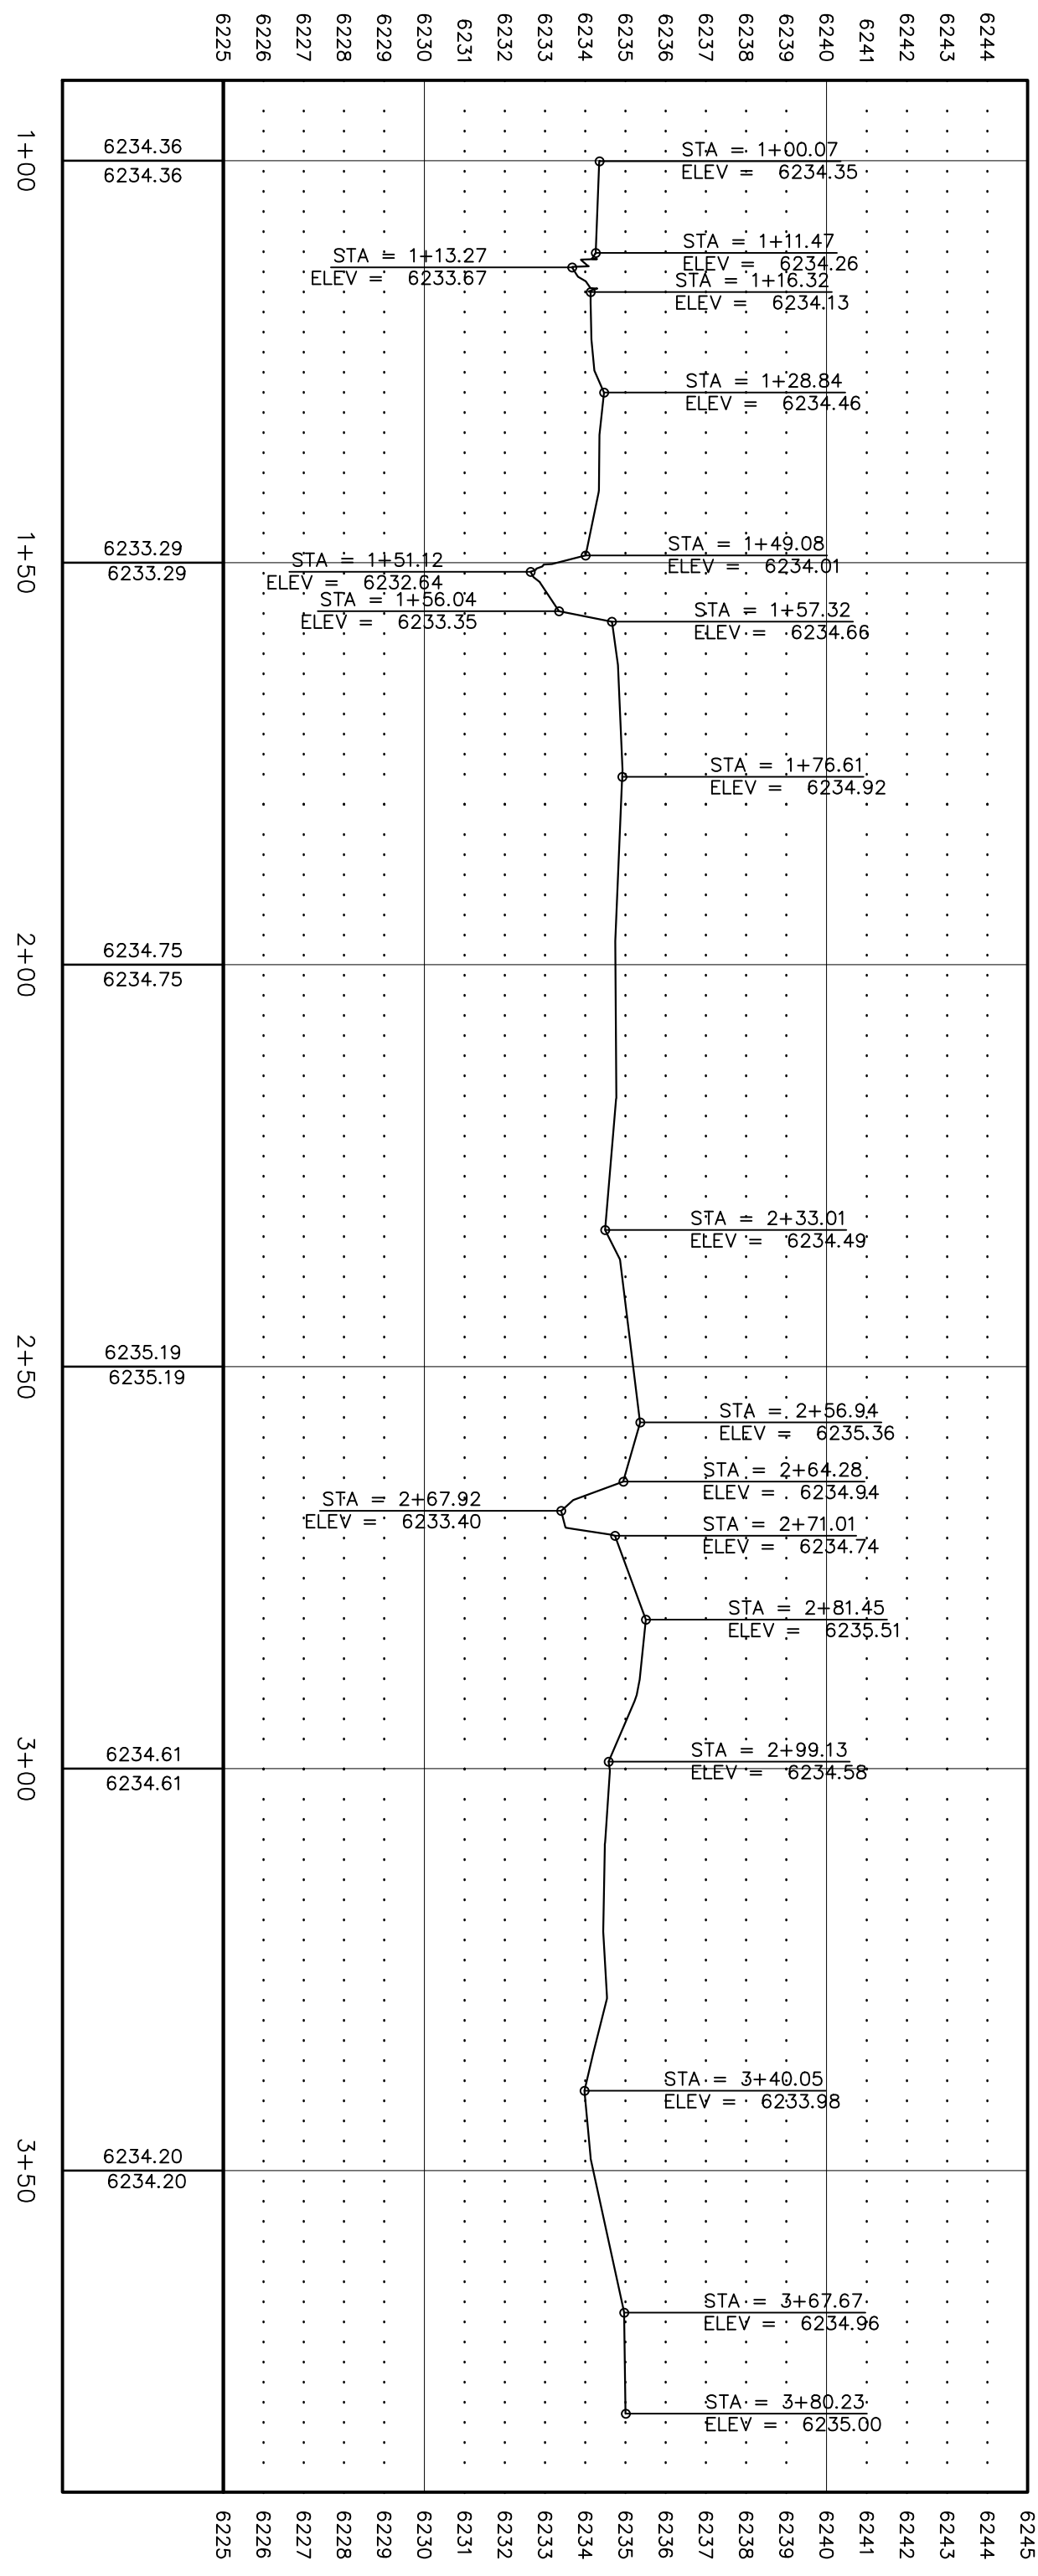 6225 6226 6227 6228 6229 6230 6231 6232 6233 6234 6235 6236 6237 6238 6239 6240 6241 6242 6243 6244
1+00
6234.36
6234.36
STA = 1+00.07
ELEV = 6234.35
STA = 1+11.47
ELEV = 6234.26
STA = 1+13.27
ELEV = 6233.67
STA = 1+16.32
ELEV = 6234.13
STA = 1+28.84
ELEV = 6234.46
1+50
6233.29
6233.29
STA = 1+49.08
ELEV = 6234.01
STA = 1+51.12
ELEV = 6232.64
STA = 1+56.04
ELEV = 6233.35
STA = 1+57.32
ELEV = 6234.66
STA = 1+76.61
ELEV = 6234.92
2+00
6234.75
6234.75
STA = 2+33.01
ELEV = 6234.49
2+50
6235.19
6235.19
STA = 2+56.94
ELEV = 6235.36
STA = 2+64.28
ELEV = 6234.94
STA = 2+67.92
ELEV = 6233.40
STA = 2+71.01
ELEV = 6234.74
STA = 2+81.45
ELEV = 6235.51
3+00
6234.61
6234.61
STA = 2+99.13
ELEV = 6234.58
STA = 3+40.05
ELEV = 6233.98
3+50
6234.20
6234.20
STA = 3+67.67
ELEV = 6234.96
STA = 3+80.23
ELEV = 6235.00
6225 6226 6227 6228 6229 6230 6231 6232 6233 6234 6235 6236 6237 6238 6239 6240 6241 6242 6243 6244 6245